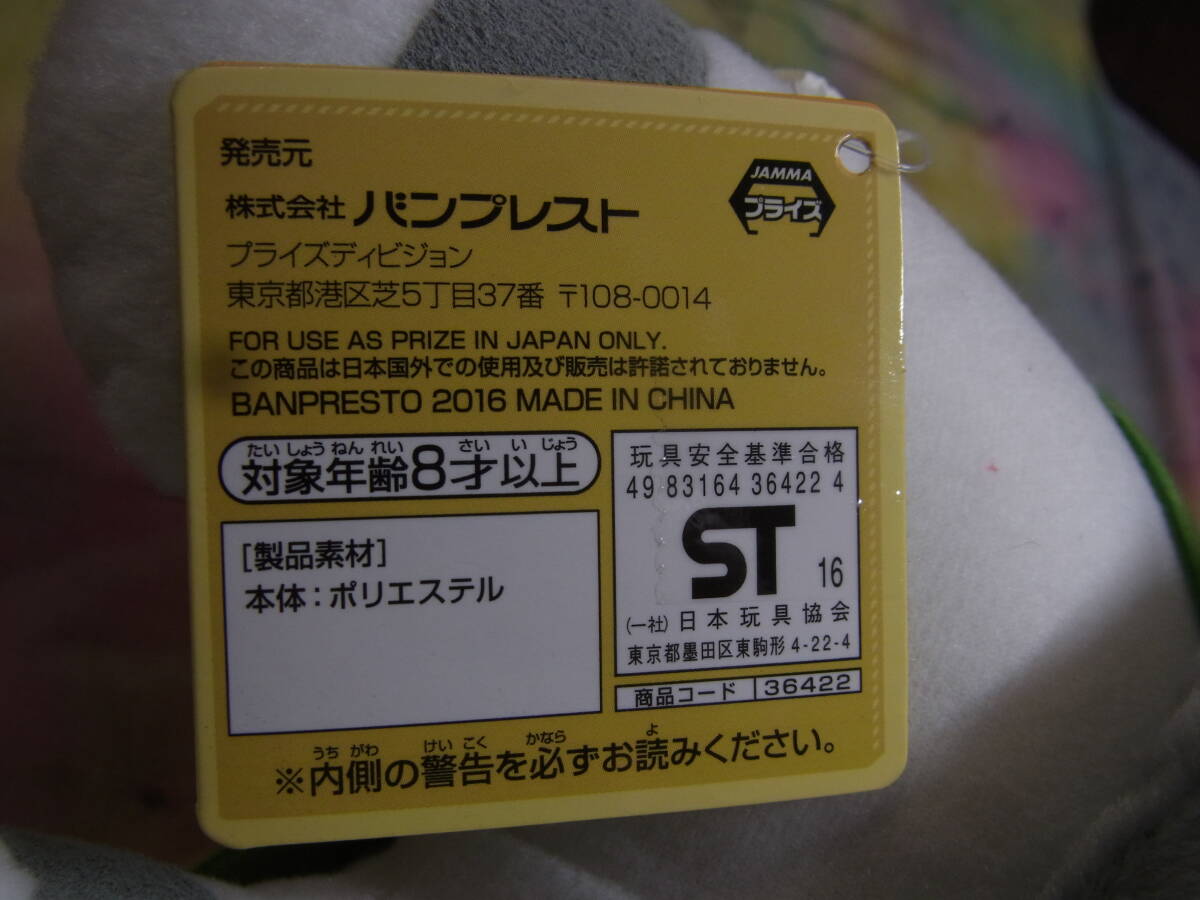 発売元
株式会社 バンプレスト
プライズディビジョン
東京都港区芝5丁目37番 〒108-0014
FOR USE AS PRIZE IN JAPAN ONLY.
この商品は日本国外での使用及び販売は許諾されておりません。
BANPRESTO 2016 MADE IN CHINA
JAMMA
プライズ
たい しょう ねん れい さい い じょう
対象年齢8才以上
[製品素材]
本体：ポリエステル
玩具安全基準合格
49 83164 36422 4
ST 16
(一社) 日本玩具協会
東京都墨田区東駒形 4-22-4
商品コード 36422
うち がわ けい こく かなら よ
※内側の警告を必ずお読みください。